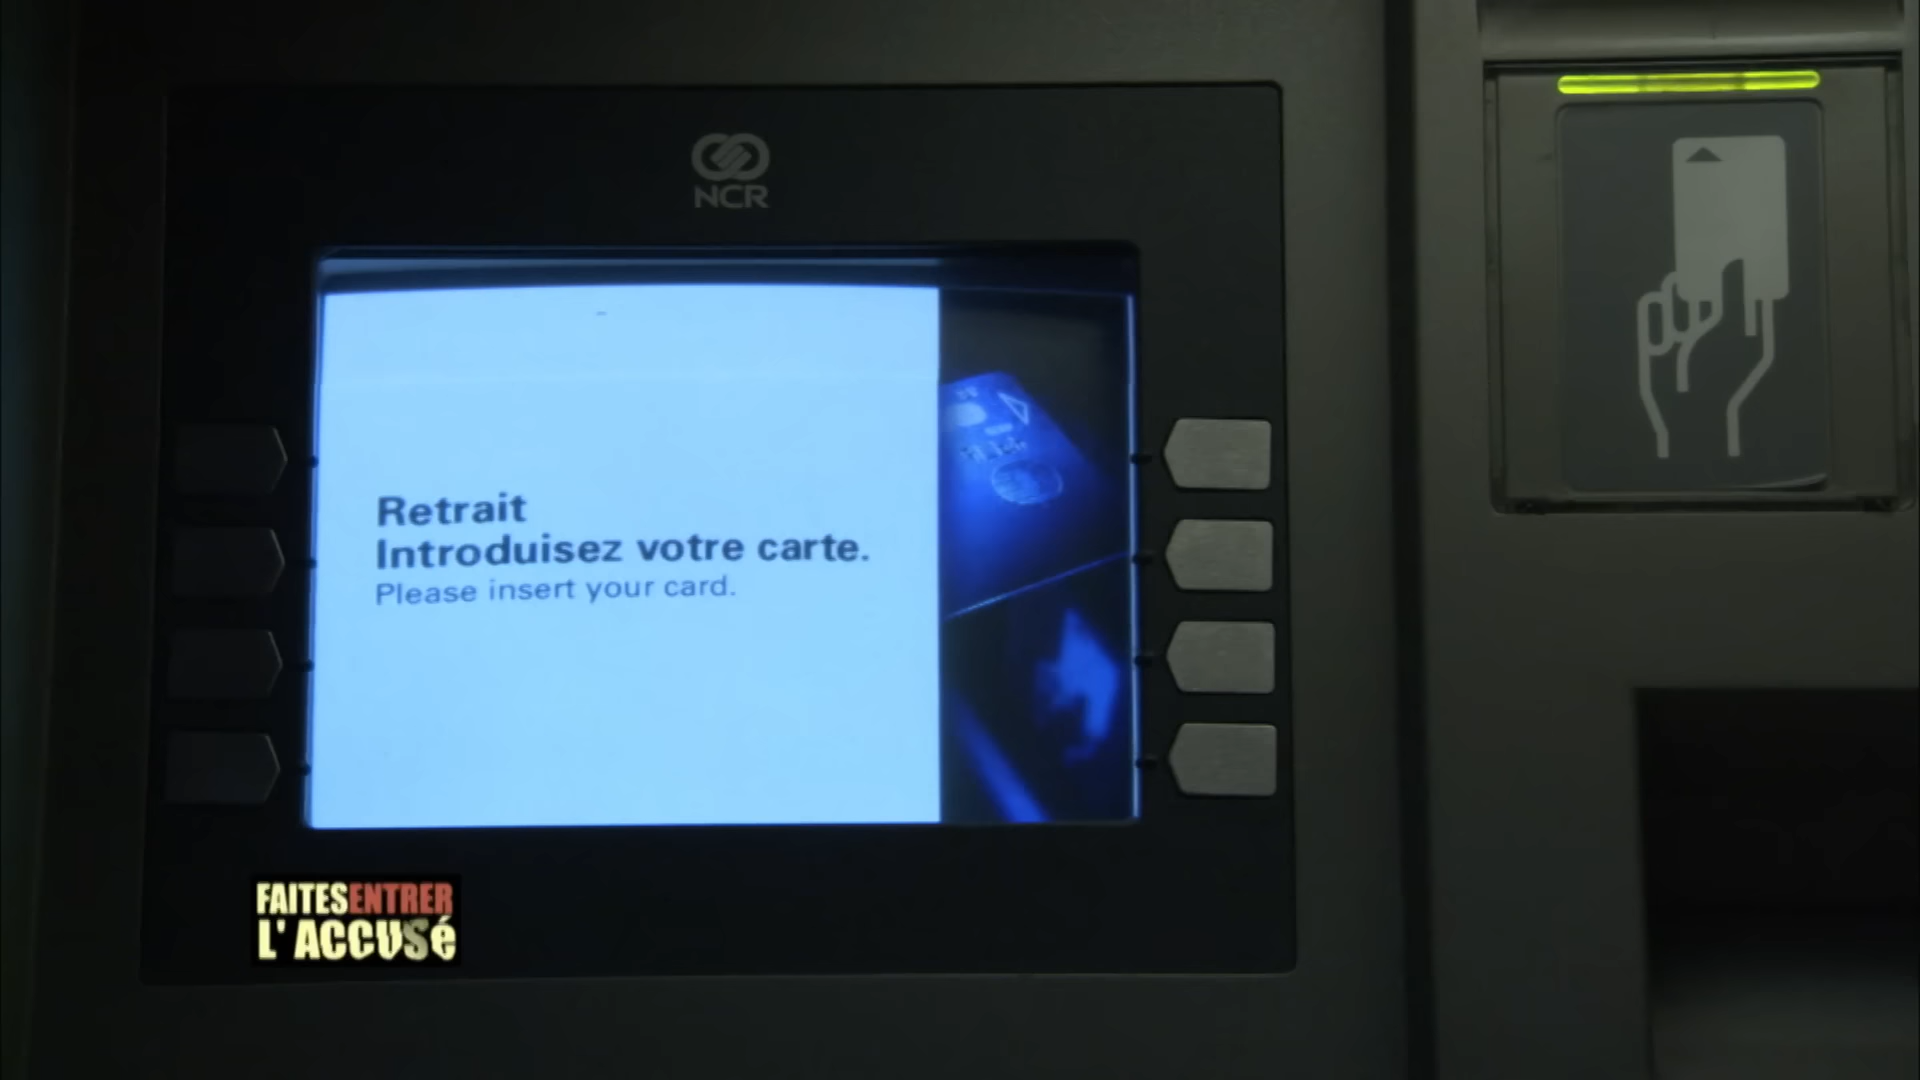 NCR
Retrait
Introduisez votre carte.
Please insert your card.
FAITES ENTRER
L'ACCUSé